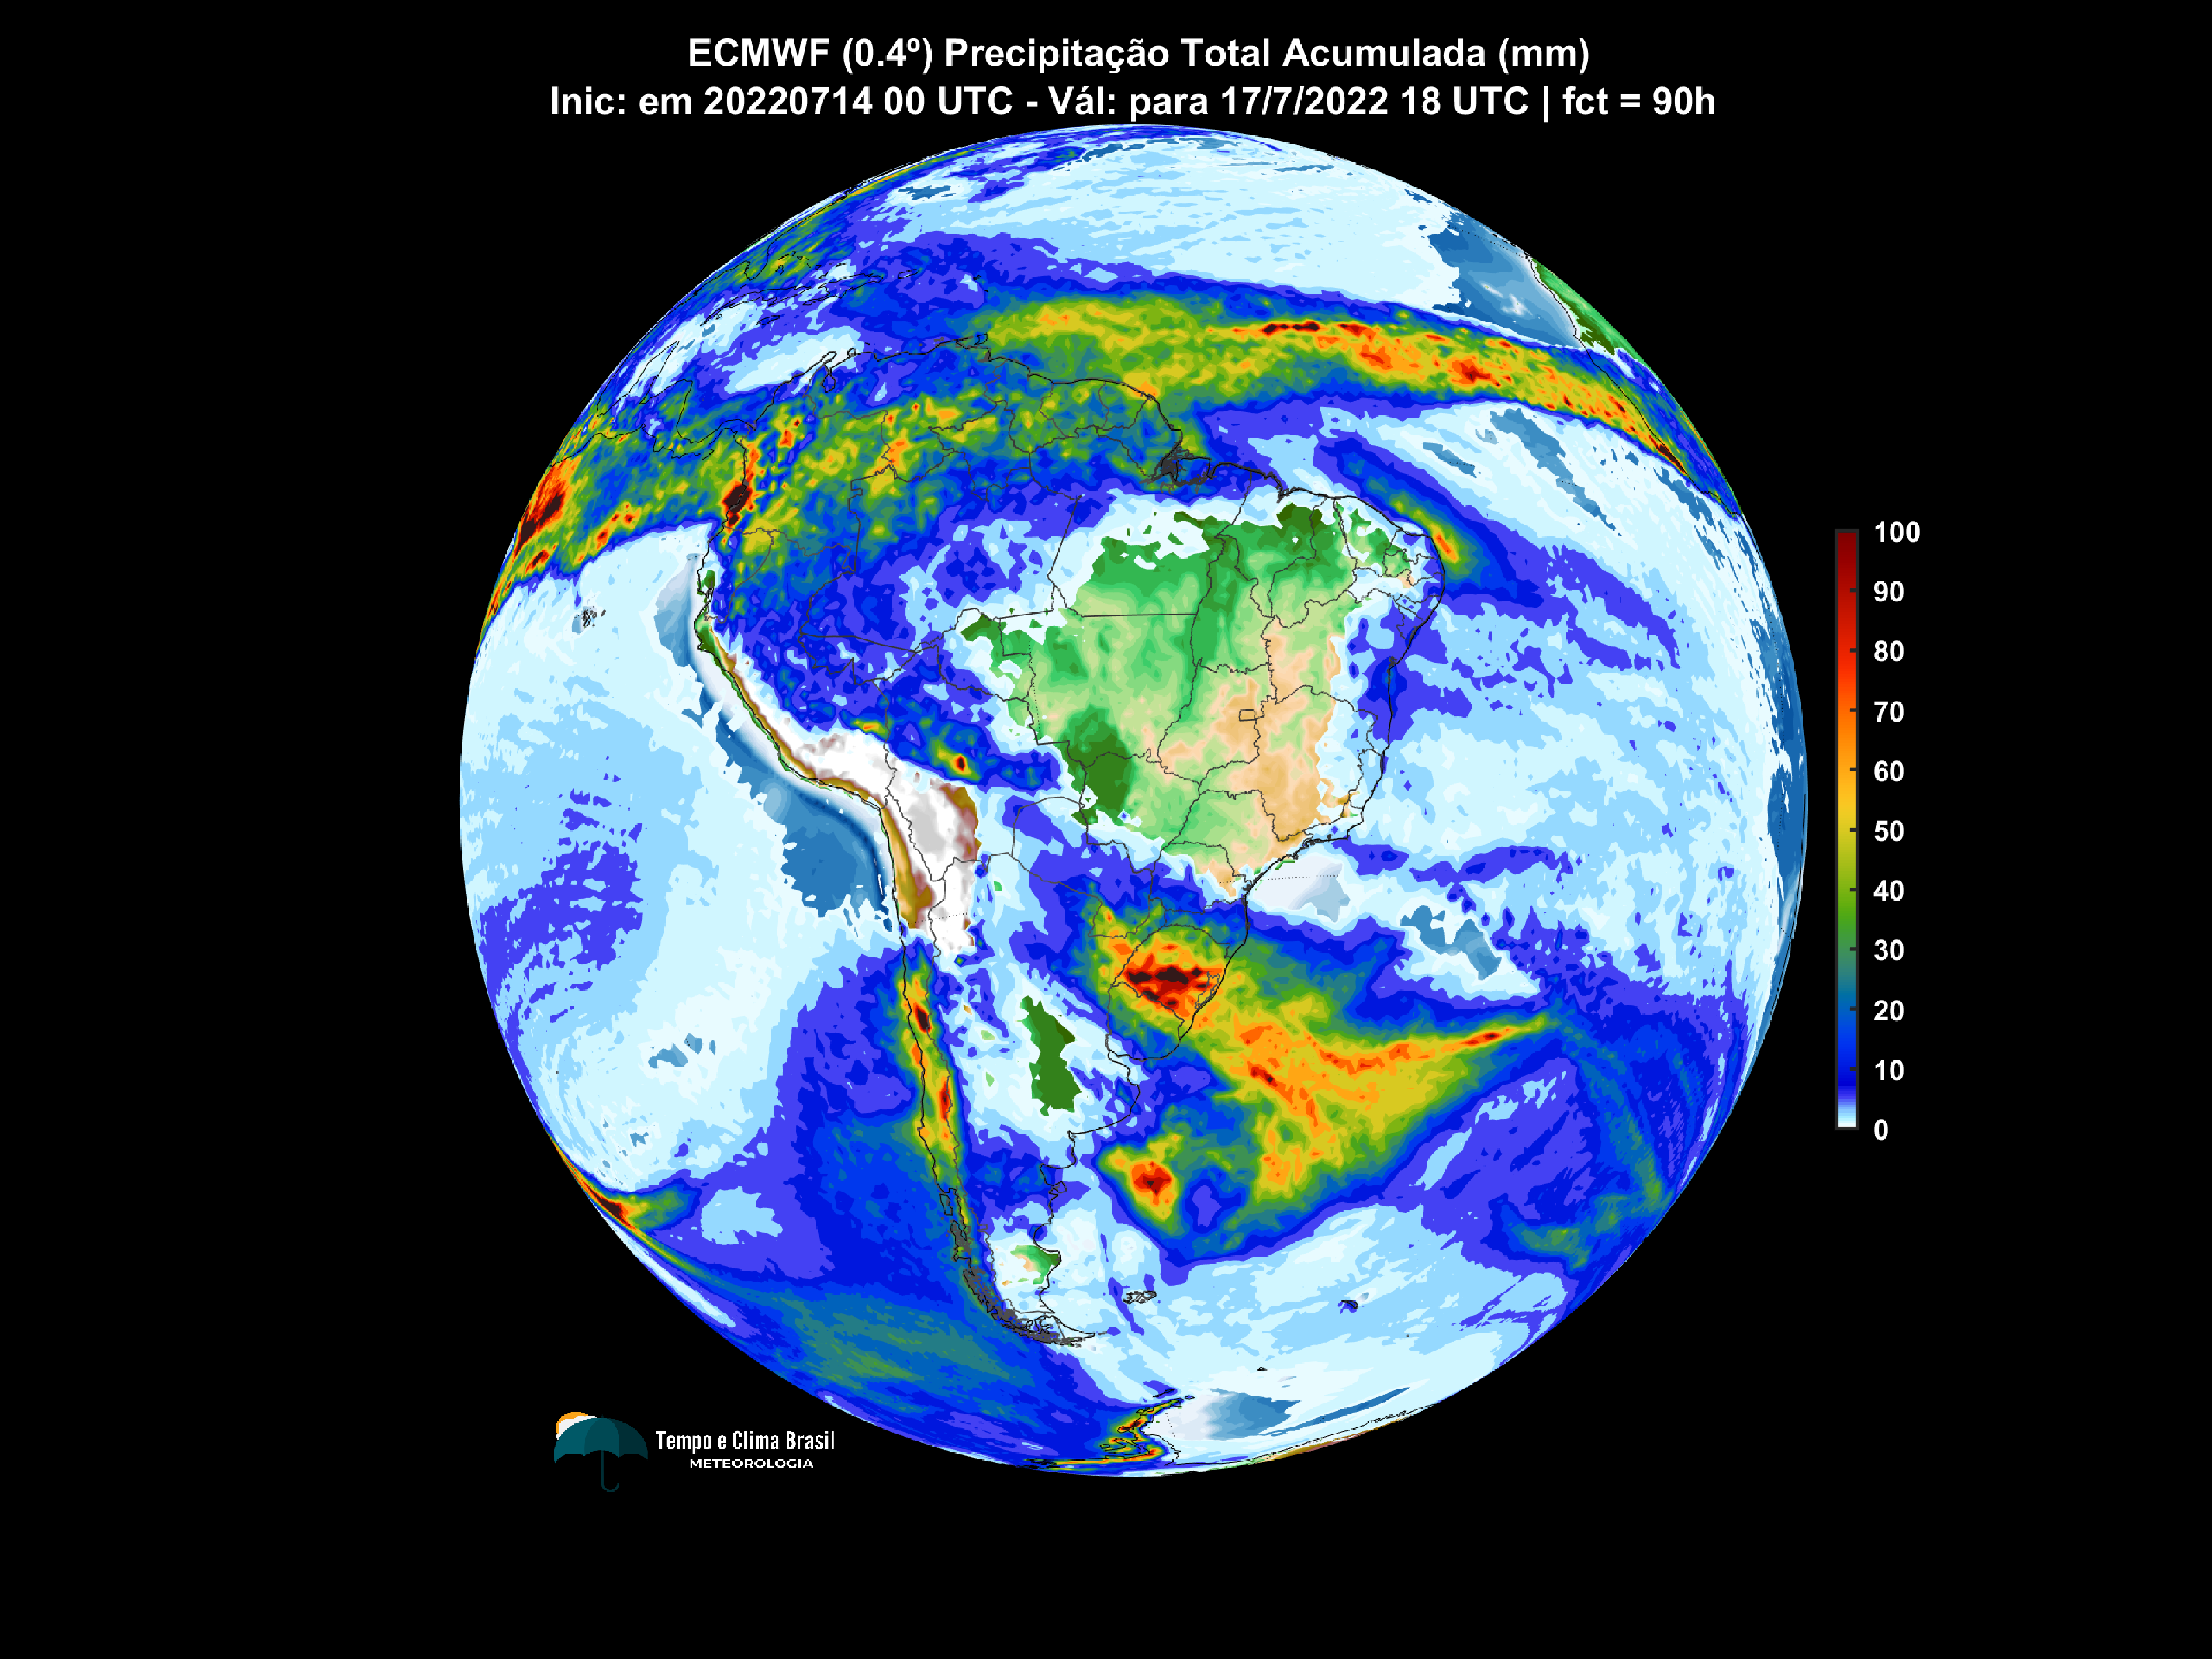 ECMWF (0.4º) Precipitação Total Acumulada (mm)
Inic: em 20220714 00 UTC - Vál: para 17/7/2022 18 UTC | fct = 90h
100
90
80
70
60
50
40
30
20
10
0
Tempo e Clima Brasil
METEOROLOGIA